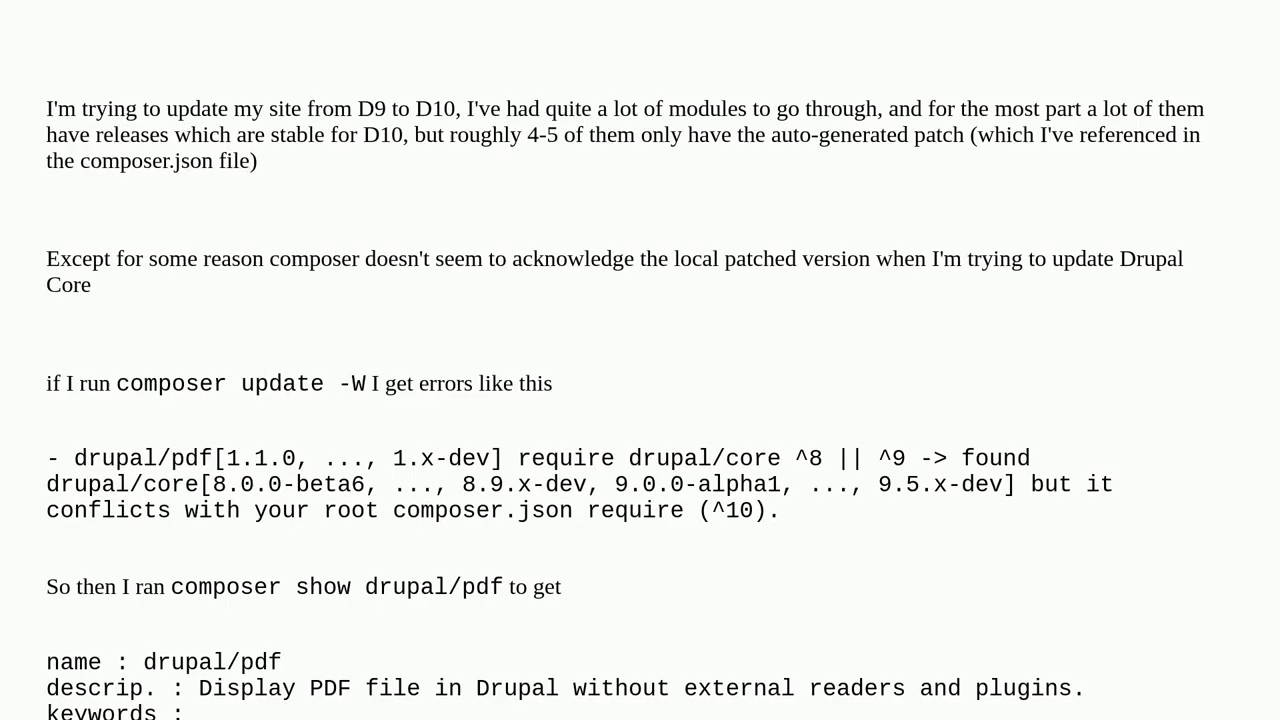 I'm trying to update my site from D9 to D10, I've had quite a lot of modules to go through, and for the most part a lot of them
have releases which are stable for D10, but roughly 4-5 of them only have the auto-generated patch (which I've referenced in
the composer.json file)
Except for some reason composer doesn't seem to acknowledge the local patched version when I'm trying to update Drupal
Core
if I run composer update -W I get errors like this
- drupal/pdf[1.1.0, ..., 1.x-dev] require drupal/core ^8 || ^9 -> found
drupal/core[8.0.0-beta6, ..., 8.9.x-dev, 9.0.0-alpha1, ..., 9.5.x-dev] but it
conflicts with your root composer.json require (^10).
So then I ran composer show drupal/pdf to get
name : drupal/pdf
descrip. : Display PDF file in Drupal without external readers and plugins.
keywords :